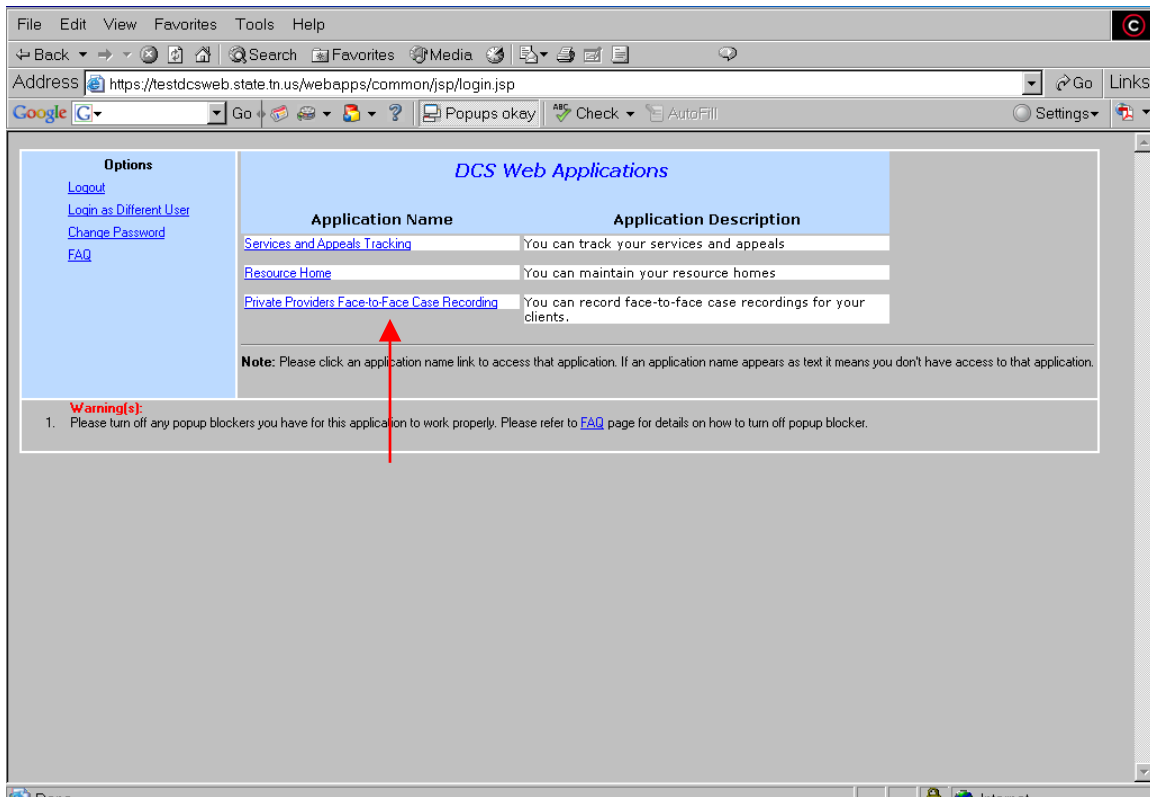 File Edit View Favorites Tools Help
Back Search Favorites Media
Address https://testdcsweb.state.tn.us/webapps/common/jsp/login.jsp Go Links
Google G Go Popups okay ABC Check AutoFill Settings
Options
Logout
Login as Different User
Change Password
FAQ
DCS Web Applications
Application Name Application Description
Services and Appeals Tracking You can track your services and appeals
Resource Home You can maintain your resource homes
Private Providers Face-to-Face Case Recording You can record face-to-face case recordings for your
clients.
Note: Please click an application name link to access that application. If an application name appears as text it means you don't have access to that application.
Warning(s):
1. Please turn off any popup blockers you have for this application to work properly. Please refer to FAQ page for details on how to turn off popup blocker.